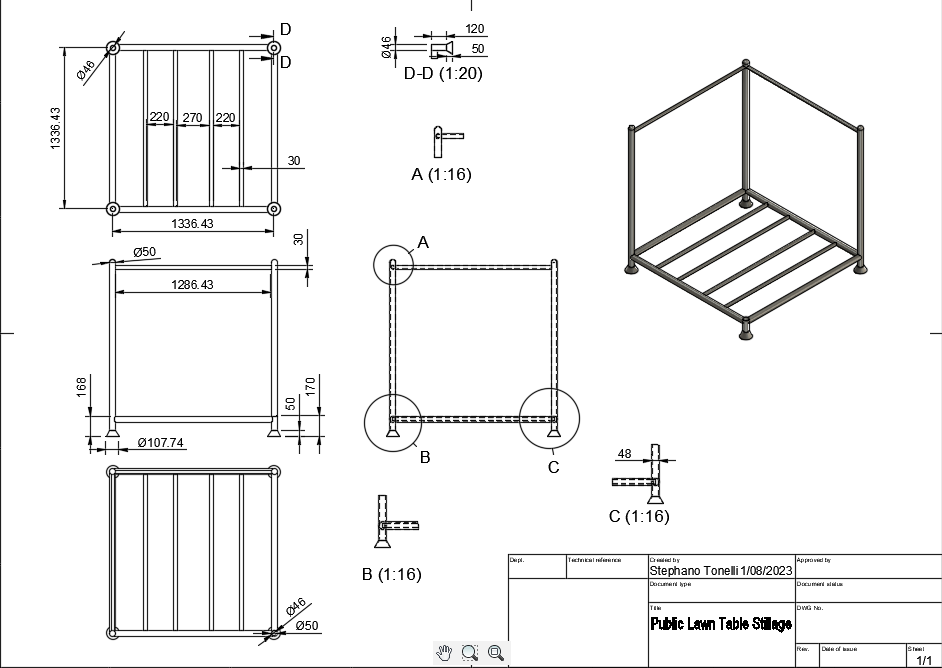 D
D
Ø46
1336.43
220
270
220
30
1336.43
120
Ø46
50
D-D (1:20)
A (1:16)
Ø50
30
1286.43
168
50
170
Ø107.74
A
B
C
48
C (1:16)
B (1:16)
Ø46
Ø50
Dept.
Technical reference
Created by
Approved by
Stephano Tonelli 1/08/2023
Document type
Document status
Title
DWG No.
Public Lawn Table Stillage
Rev.
Date of issue
Sheet
1/1